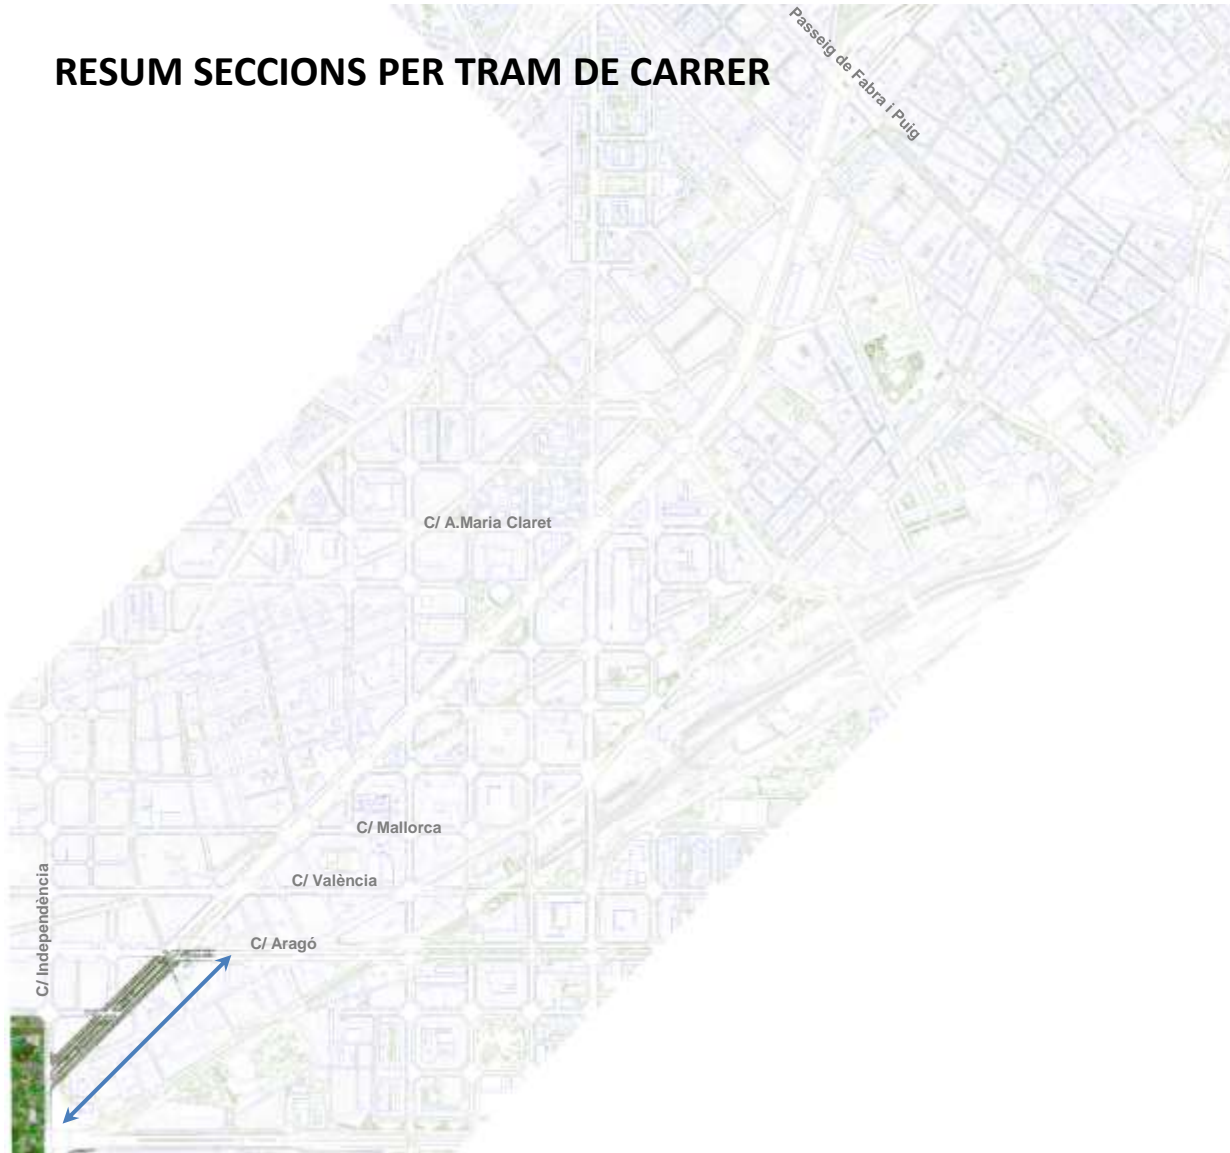 Passeig de Fabra i Puig
RESUM SECCIONS PER TRAM DE CARRER
C/ A.Maria Claret
C/ Mallorca
C/ València
C/ Independència
C/ Aragó